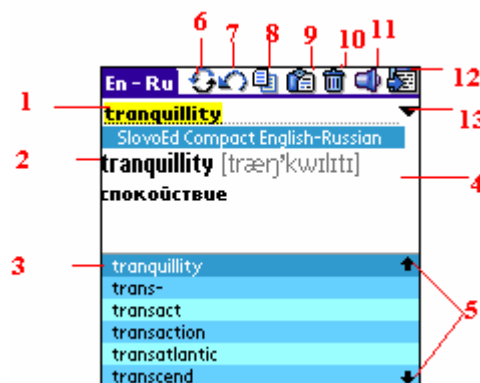 6 7 8 9 10 11
En - Ru 12
1 tranquillity 13
SlovoEd Compact English-Russian
2 tranquillity [træŋ'kwɪlɪtɪ] 4
спокойствие
3 tranquillity
trans-
transact 5
transaction
transatlantic
transcend